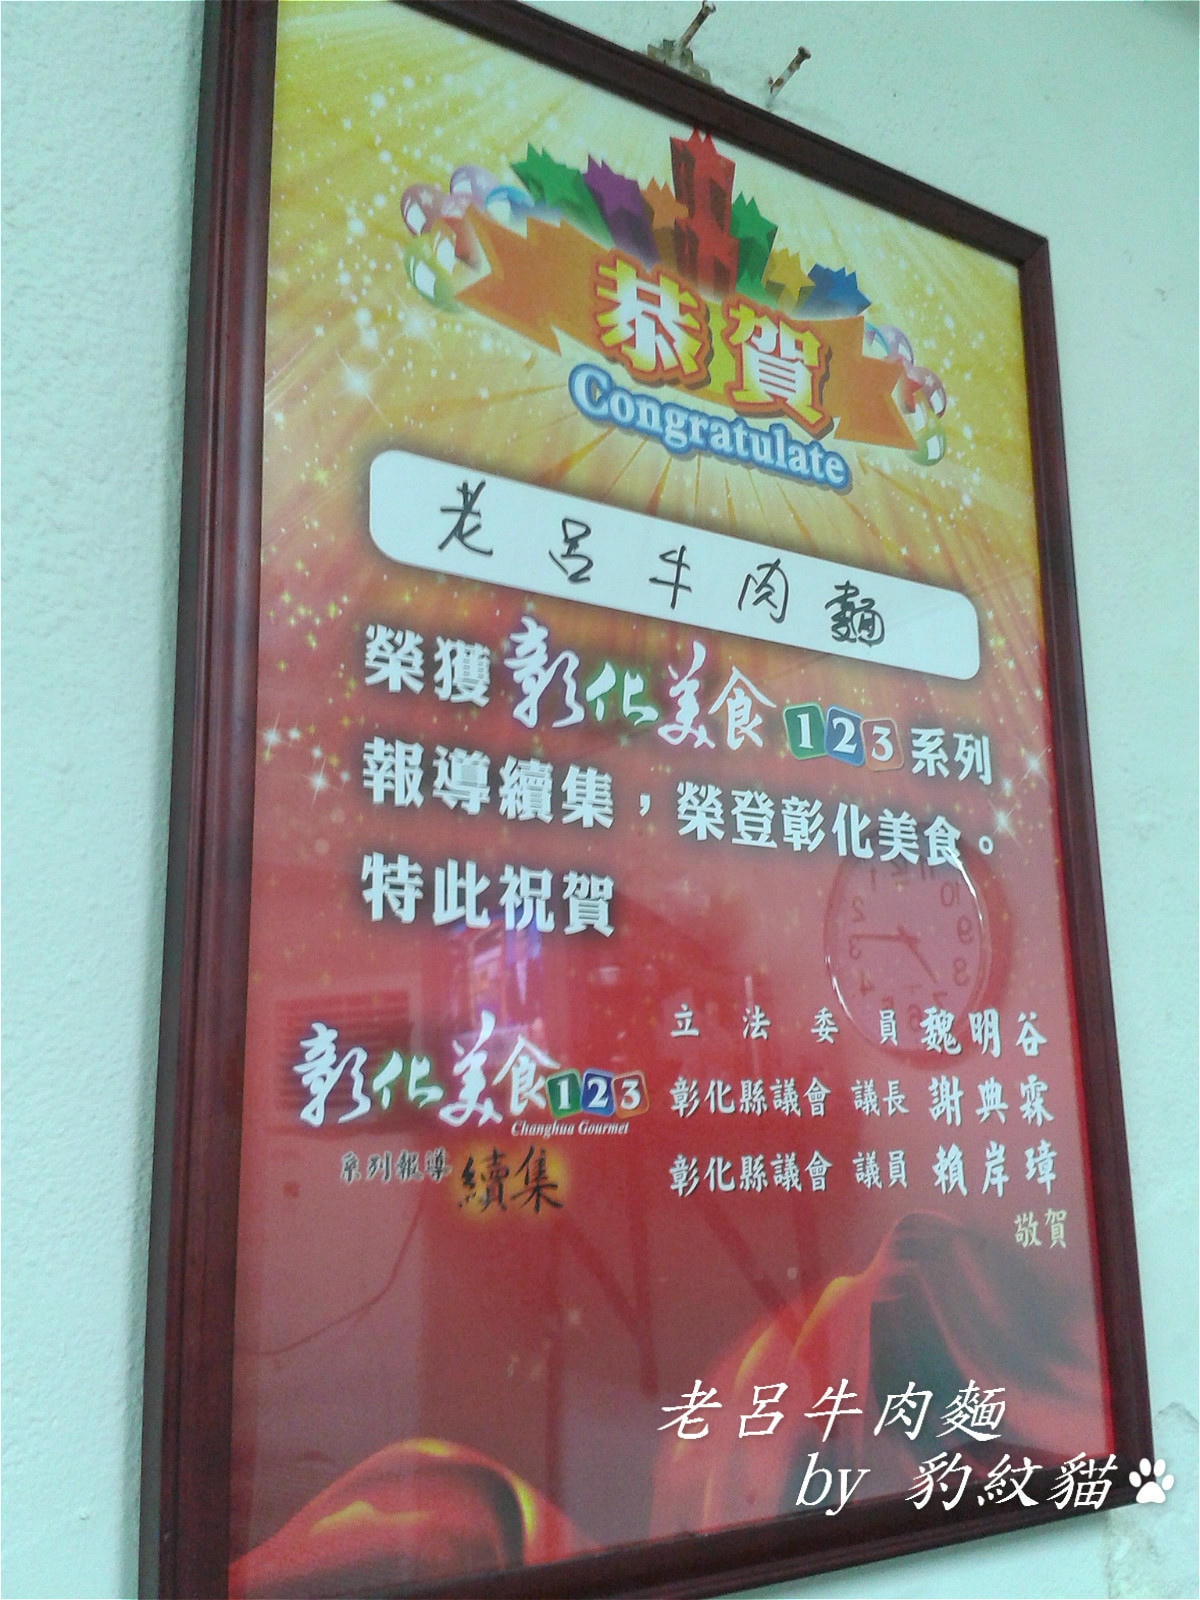 恭賀
Congratulate
老呂牛肉麵
榮獲彰化美食123系列
報導續集，榮登彰化美食。
特此祝賀
彰化美食123
Changhua Gourmet
系列報導 續集
立法委員 魏明谷
彰化縣議會 議長 謝典霖
彰化縣議會 議員 賴岸璋
敬賀
老呂牛肉麵
by 豹紋貓